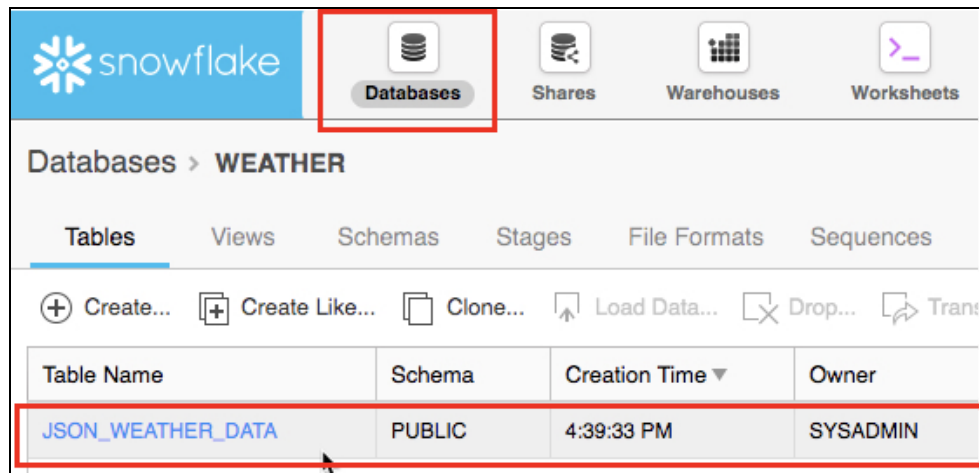 snowflake
Databases Shares Warehouses Worksheets
Databases > WEATHER
Tables Views Schemas Stages File Formats Sequences
Create... Create Like... Clone... Load Data... Drop... Trans
Table Name Schema Creation Time Owner
JSON_WEATHER_DATA PUBLIC 4:39:33 PM SYSADMIN